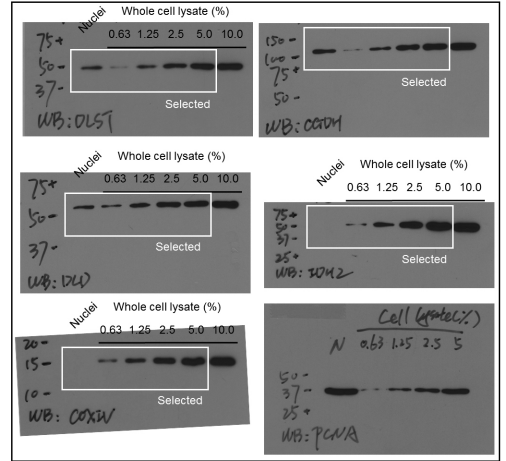 Nuclei
Whole cell lysate (%)
0.63 1.25 2.5 5.0 10.0
75
50-
37-
Selected
WB: DLST
150-
100-
75
50-
WB: OGDH
Nuclei
Whole cell lysate (%)
0.63 1.25 2.5 5.0 10.0
75
50-
37-
Selected
WB: DLD
Nuclei
Whole cell lysate (%)
0.63 1.25 2.5 5.0 10.0
75
50-
37-
25
Selected
WB: IDH2
Nuclei
Whole cell lysate (%)
0.63 1.25 2.5 5.0 10.0
20-
15-
10-
Selected
WB: COXIV
Cell lysate(%)
N 0.63 1.25 2.5 5
50-
37-
25
WB: PCNA